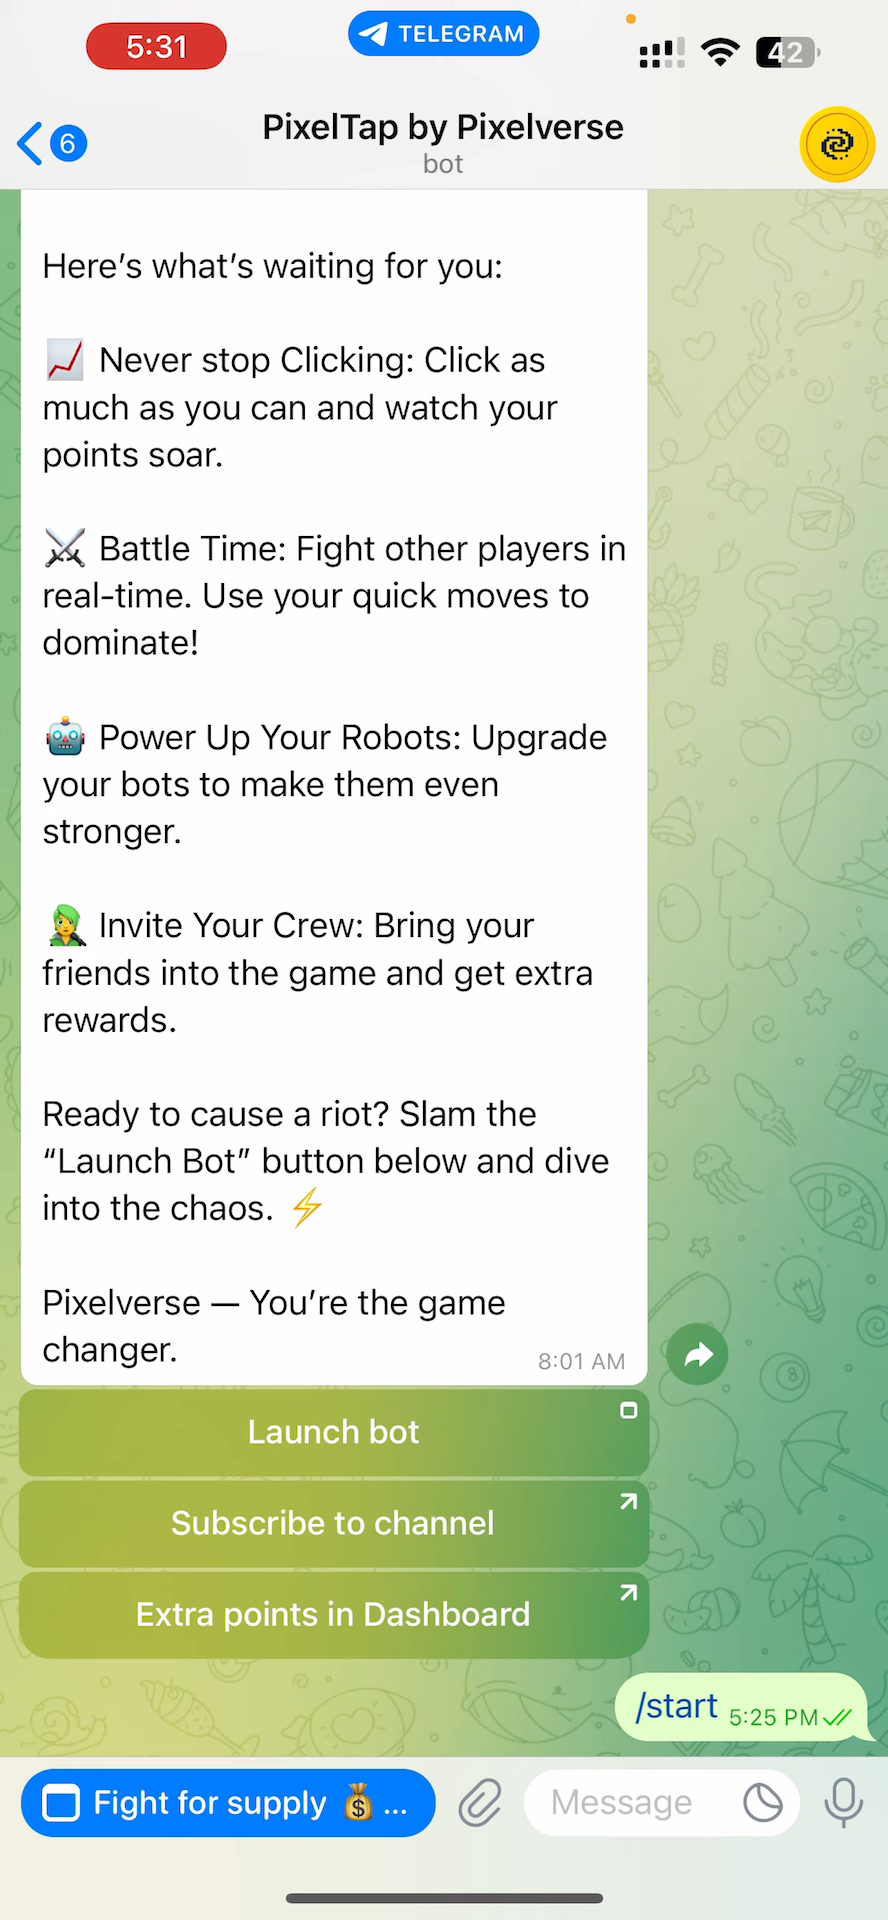 5:31
TELEGRAM
42
6
PixelTap by Pixelverse
bot
Here’s what’s waiting for you:
📈 Never stop Clicking: Click as
much as you can and watch your
points soar.
⚔️ Battle Time: Fight other players in
real-time. Use your quick moves to
dominate!
🤖 Power Up Your Robots: Upgrade
your bots to make them even
stronger.
🧑‍🎤 Invite Your Crew: Bring your
friends into the game and get extra
rewards.
Ready to cause a riot? Slam the
“Launch Bot” button below and dive
into the chaos. ⚡
Pixelverse — You’re the game
changer.
8:01 AM
Launch bot
Subscribe to channel
Extra points in Dashboard
/start 5:25 PM
Fight for supply 💰 ...
Message